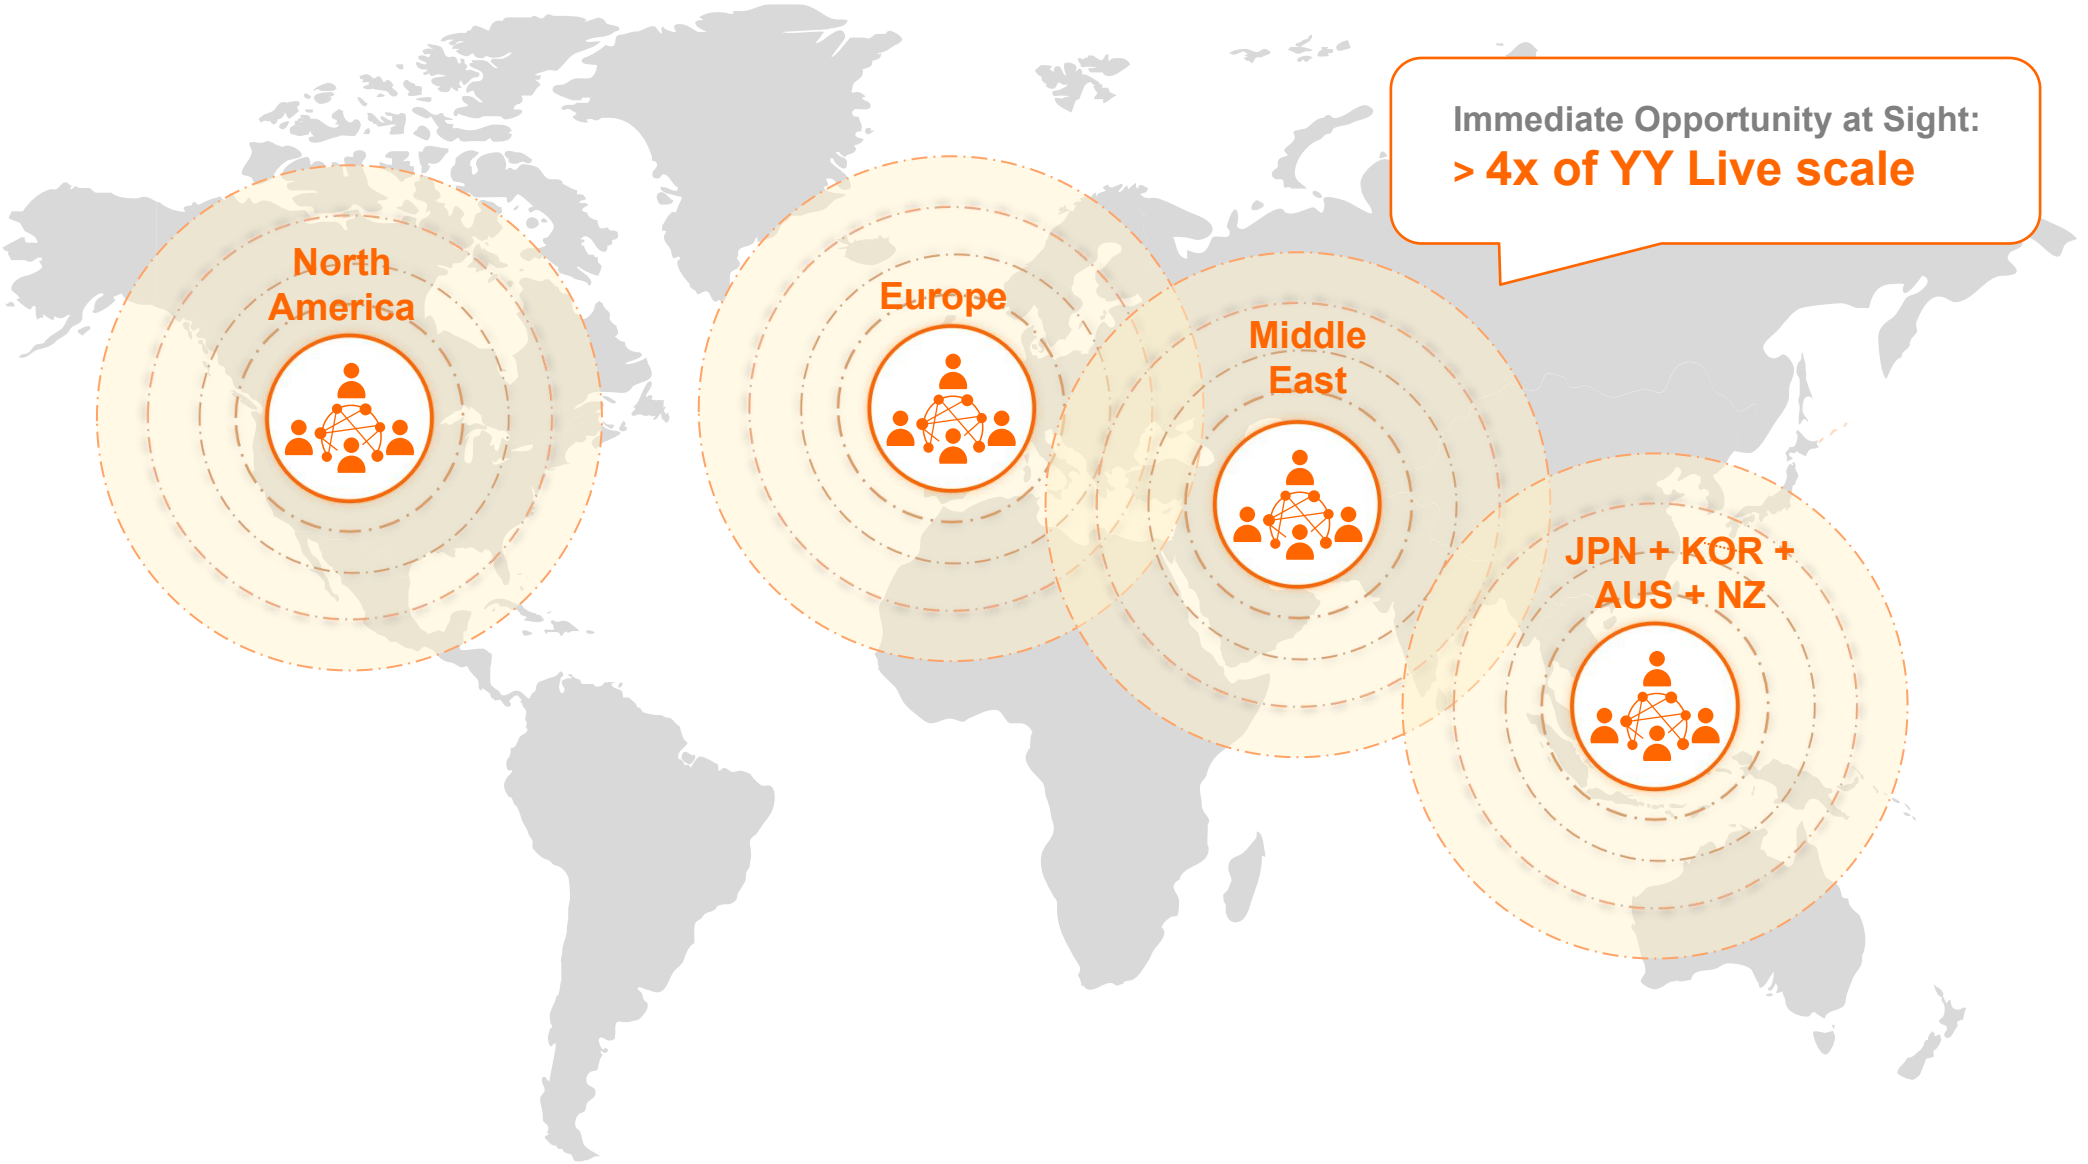 Immediate Opportunity at Sight:
> 4x of YY Live scale
North
America
Europe
Middle
East
JPN + KOR +
AUS + NZ